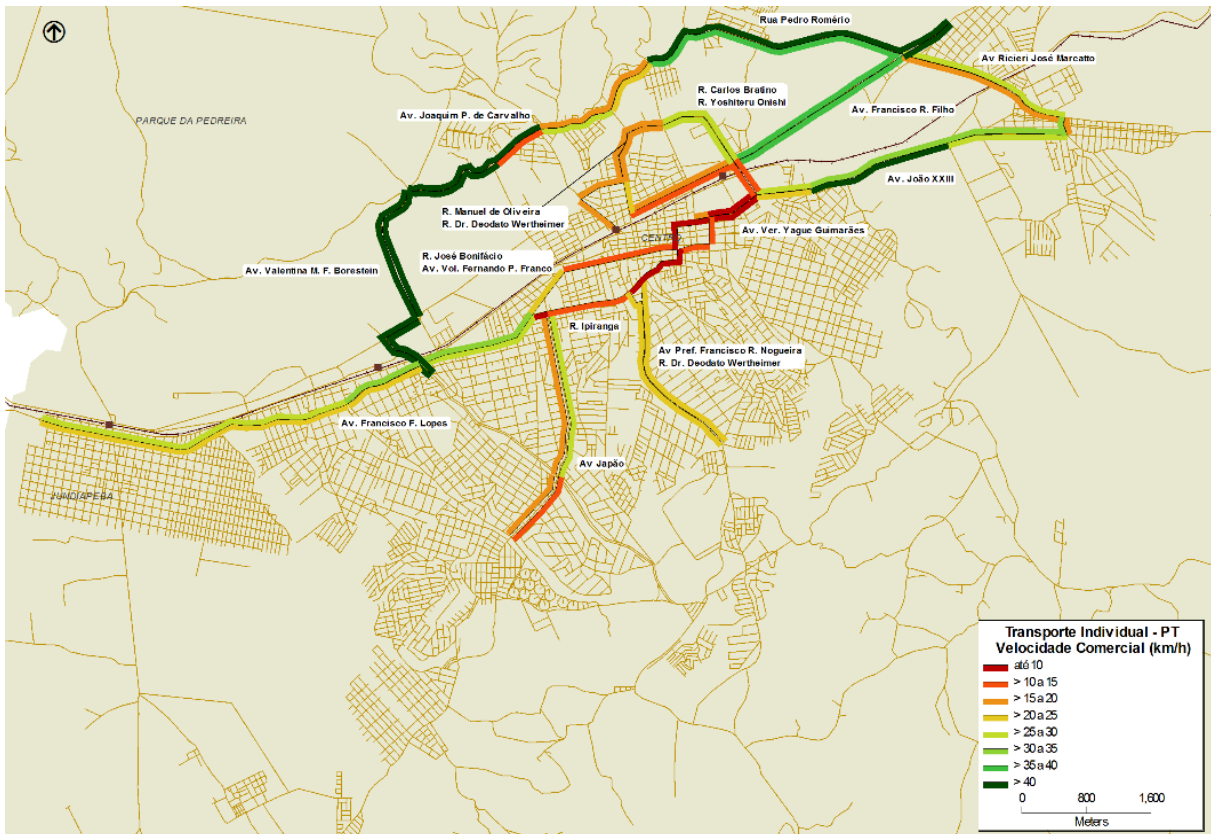 Rua Pedro Romério
Av Ricieri José Marcatto
R. Carlos Bratino
R. Yoshiteru Onishi
Av. Francisco R. Filho
Av. Joaquim P. de Carvalho
PARQUE DA PEDREIRA
Av. João XXIII
R. Manuel de Oliveira
R. Dr. Deodato Wertheimer
Av. Ver. Yague Guimarães
CENTRO
R. José Bonifácio
Av. Vol. Fernando P. Franco
Av. Valentina M. F. Borestein
R. Ipiranga
Av Pref. Francisco R. Nogueira
R. Dr. Deodato Wertheimer
Av. Francisco F. Lopes
Av Japão
JUNDIAPEBA
Transporte Individual - PT
Velocidade Comercial (km/h)
até 10
> 10 a 15
> 15 a 20
> 20 a 25
> 25 a 30
> 30 a 35
> 35 a 40
> 40
0 800 1,600
Meters